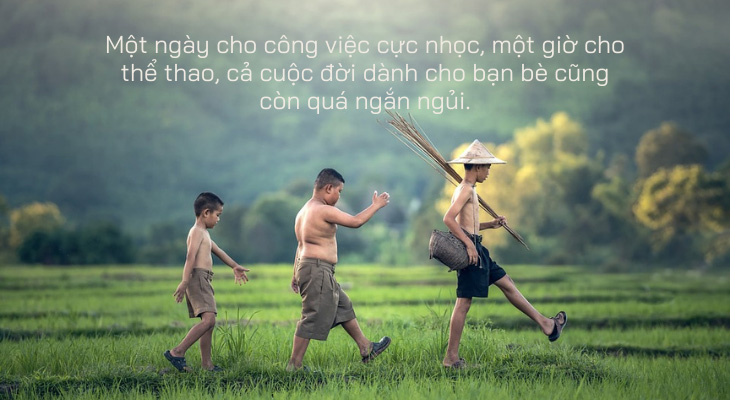 Một ngày cho công việc cực nhọc, một giờ cho
thể thao, cả cuộc đời dành cho bạn bè cũng
còn quá ngắn ngủi.